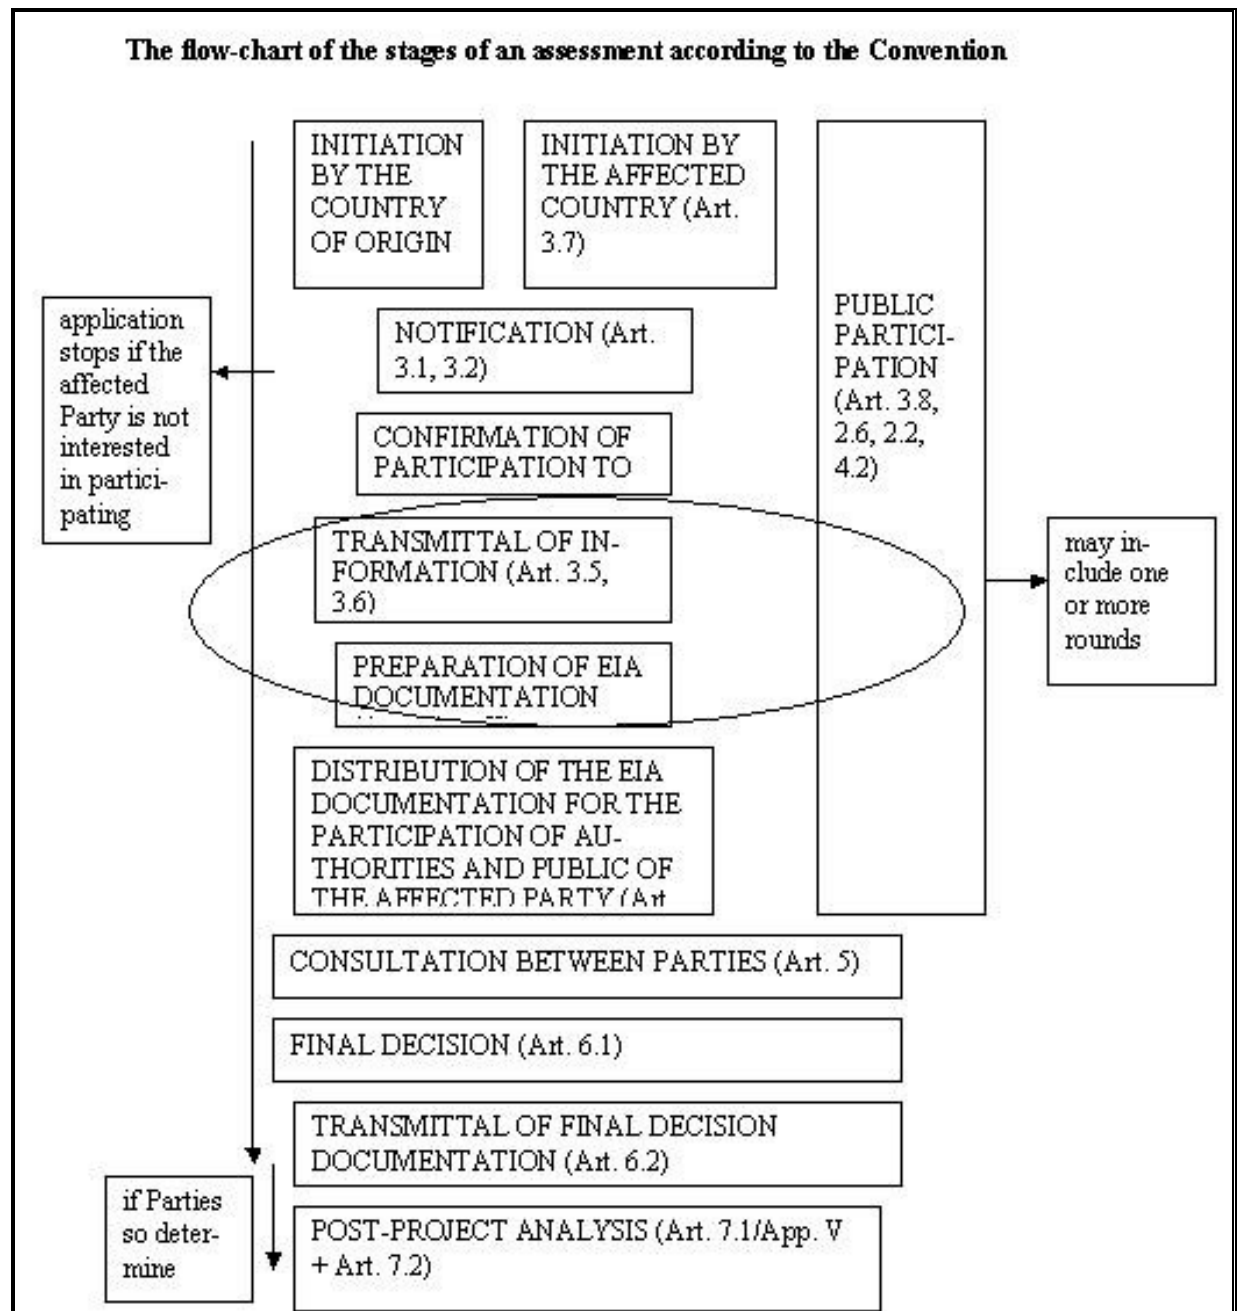 The flow-chart of the stages of an assessment according to the Convention
INITIATION
BY THE
COUNTRY
OF ORIGIN
INITIATION BY
THE AFFECTED
COUNTRY (Art.
3.7)
PUBLIC
PARTICI-
PATION
(Art. 3.8,
2.6, 2.2,
4.2)
application
stops if the
affected
Party is not
interested
in partici-
pating
NOTIFICATION (Art.
3.1, 3.2)
CONFIRMATION OF
PARTICIPATION TO
TRANSMITTAL OF IN-
FORMATION (Art. 3.5,
3.6)
may in-
clude one
or more
rounds
PREPARATION OF EIA
DOCUMENTATION
DISTRIBUTION OF THE EIA
DOCUMENTATION FOR THE
PARTICIPATION OF AU-
THORITIES AND PUBLIC OF
THE AFFECTED PARTY (Art
CONSULTATION BETWEEN PARTIES (Art. 5)
FINAL DECISION (Art. 6.1)
TRANSMITTAL OF FINAL DECISION
DOCUMENTATION (Art. 6.2)
if Parties
so deter-
mine
POST-PROJECT ANALYSIS (Art. 7.1/App. V
+ Art. 7.2)